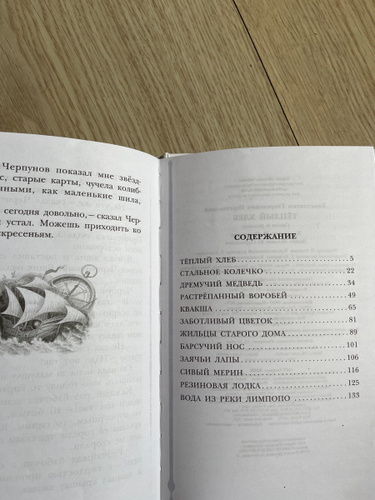 Черпунов показал мне звёзд-
с, старые карты, чучела колиб-
ными, как маленькие шила,
сегодня довольно, — сказал Чер-
устал. Можешь приходить ко
скресеньям.
СОДЕРЖАНИЕ
ТЁПЛЫЙ ХЛЕБ 5
СТАЛЬНОЕ КОЛЕЧКО 22
ДРЕМУЧИЙ МЕДВЕДЬ 34
РАСТРЁПАННЫЙ ВОРОБЕЙ 49
КВАКША 65
ЗАБОТЛИВЫЙ ЦВЕТОК 81
ЖИЛЬЦЫ СТАРОГО ДОМА 89
БАРСУЧИЙ НОС 101
ЗАЯЧЬИ ЛАПЫ 106
СИВЫЙ МЕРИН 116
РЕЗИНОВАЯ ЛОДКА 125
ВОДА ИЗ РЕКИ ЛИМПОПО 133